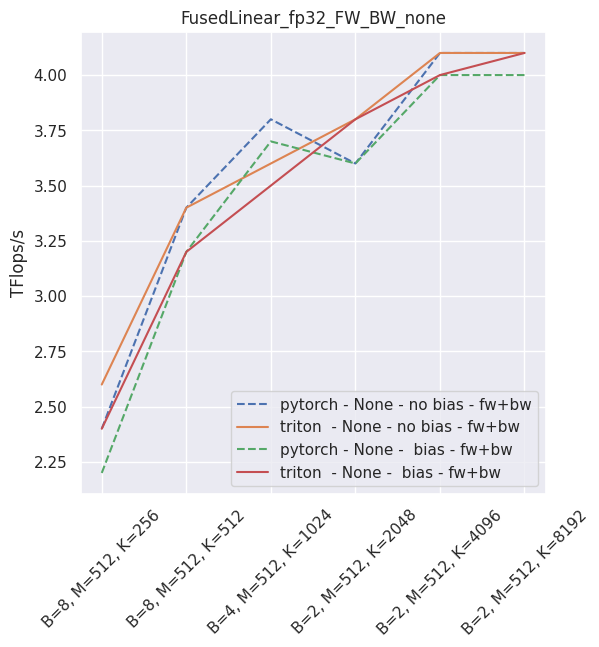 FusedLinear_fp32_FW_BW_none
TFlops/s
4.00
3.75
3.50
3.25
3.00
2.75
2.50
2.25
pytorch - None - no bias - fw+bw
triton  - None - no bias - fw+bw
pytorch - None -  bias - fw+bw
triton  - None -  bias - fw+bw
B=8, M=512, K=256
B=8, M=512, K=512
B=4, M=512, K=1024
B=2, M=512, K=2048
B=2, M=512, K=4096
B=2, M=512, K=8192